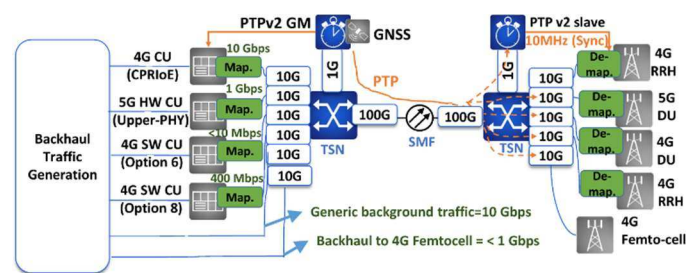 PTPv2 GM
GNSS
PTP v2 slave
10MHz (Sync)
4G CU
(CPRIoE)
10 Gbps
Map.
1G
PTP
1G
De-
map.
4G
RRH
5G HW CU
(Upper-PHY)
1 Gbps
Map.
10G
10G
10G
10G
10G
10G
100G
100G
10G
10G
10G
10G
10G
De-
map.
5G
DU
Backhaul
Traffic
Generation
4G SW CU
(Option 6)
<10 Mbps
Map.
TSN
SMF
TSN
De-
map.
4G
DU
4G SW CU
(Option 8)
400 Mbps
Map.
De-
map.
4G
RRH
Generic background traffic=10 Gbps
Backhaul to 4G Femtocell = < 1 Gbps
4G
Femto-cell